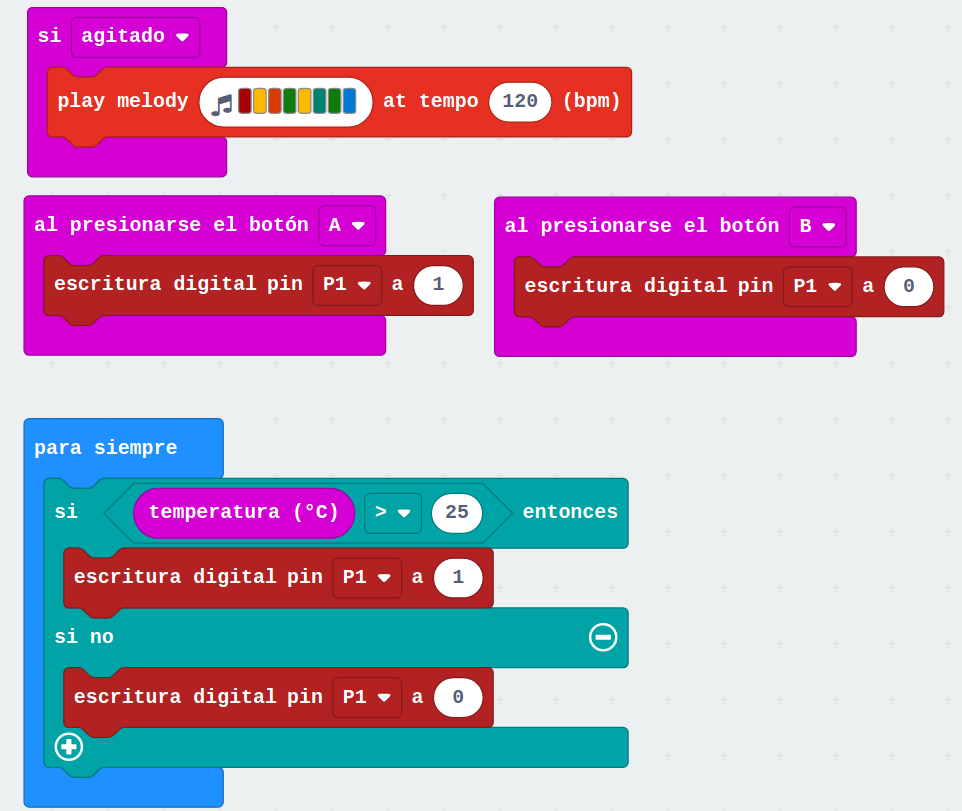 si agitado
play melody at tempo 120 (bpm)
al presionarse el botón A
escritura digital pin P1 a 1
al presionarse el botón B
escritura digital pin P1 a 0
para siempre
si temperatura (°C) > 25 entonces
escritura digital pin P1 a 1
si no
escritura digital pin P1 a 0